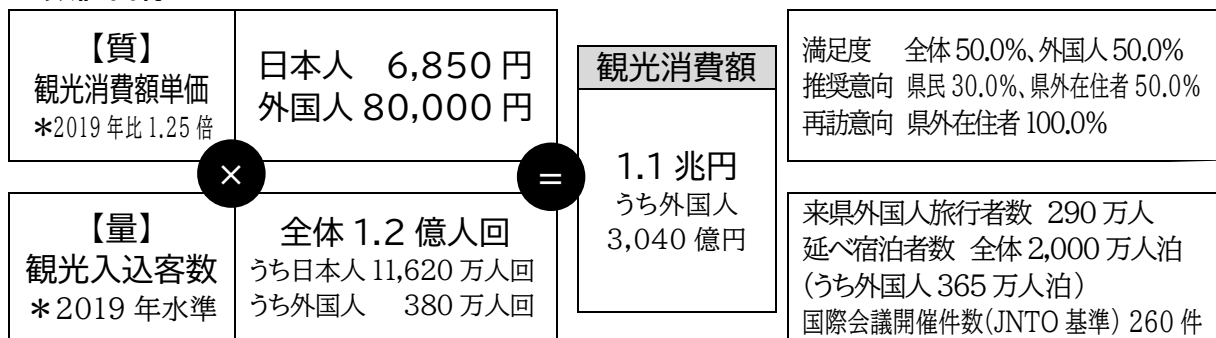 【質】
観光消費額単価
*2019年比1.25倍
日本人 6,850円
外国人 80,000円
×
【量】
観光入込客数
*2019年水準
全体1.2億人回
うち日本人11,620万人回
うち外国人 380万人回
=
観光消費額
1.1兆円
うち外国人
3,040億円
満足度 全体50.0%、外国人50.0%
推奨意向 県民30.0%、県外在住者50.0%
再訪意向 県外在住者100.0%
来県外国人旅行者数 290万人
延べ宿泊者数 全体2,000万人泊
(うち外国人365万人泊)
国際会議開催件数(JNTO基準) 260件